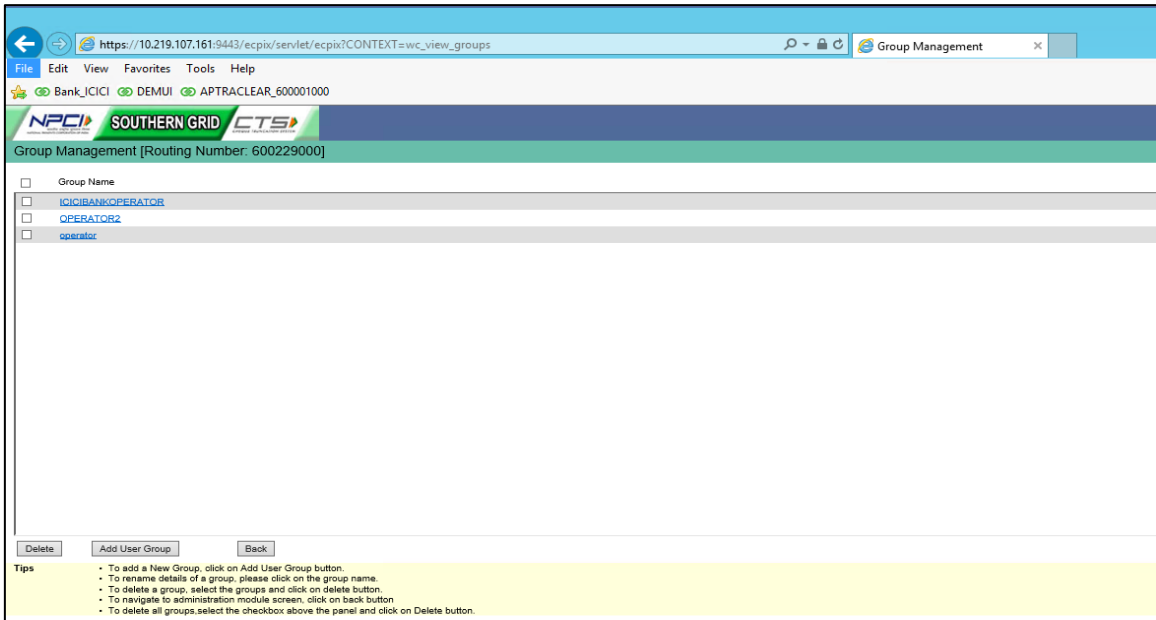 https://10.219.107.161:9443/ecpix/servlet/ecpix?CONTEXT=wc_view_groups
Group Management
File Edit View Favorites Tools Help
Bank_ICICI DEMUI APTRACLEAR_600001000
NPCI SOUTHERN GRID CTS
Group Management [Routing Number: 600229000]
Group Name
ICICIBANKOPERATOR
OPERATOR2
operator
Delete Add User Group Back
Tips
• To add a New Group, click on Add User Group button.
• To rename details of a group, please click on the group name.
• To delete a group, select the groups and click on delete button.
• To navigate to administration module screen, click on back button
• To delete all groups,select the checkbox above the panel and click on Delete button.